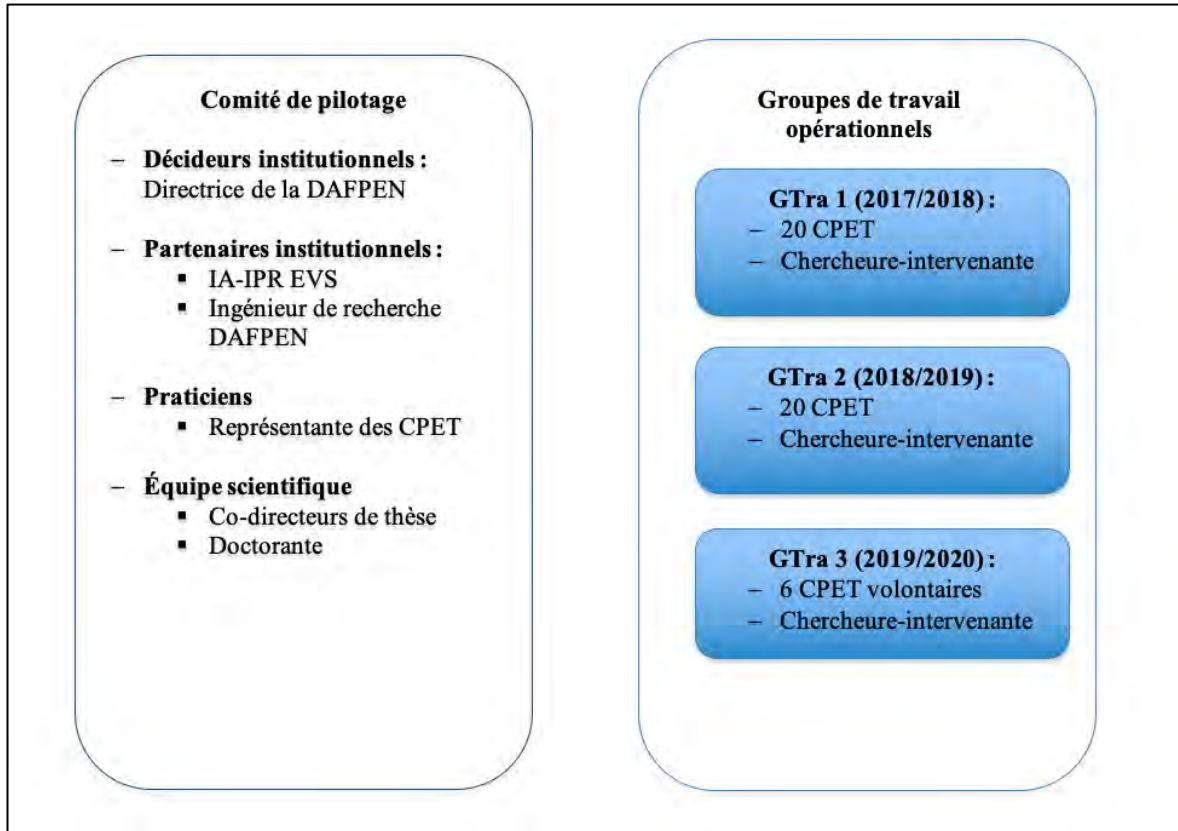 Comité de pilotage
– Décideurs institutionnels :
Directrice de la DAFPEN
– Partenaires institutionnels :
▪ IA-IPR EVS
▪ Ingénieur de recherche
DAFPEN
– Praticiens
▪ Représentante des CPET
– Équipe scientifique
▪ Co-directeurs de thèse
▪ Doctorante
Groupes de travail
opérationnels
GTra 1 (2017/2018) :
– 20 CPET
– Chercheure-intervenante
GTra 2 (2018/2019) :
– 20 CPET
– Chercheure-intervenante
GTra 3 (2019/2020) :
– 6 CPET volontaires
– Chercheure-intervenante